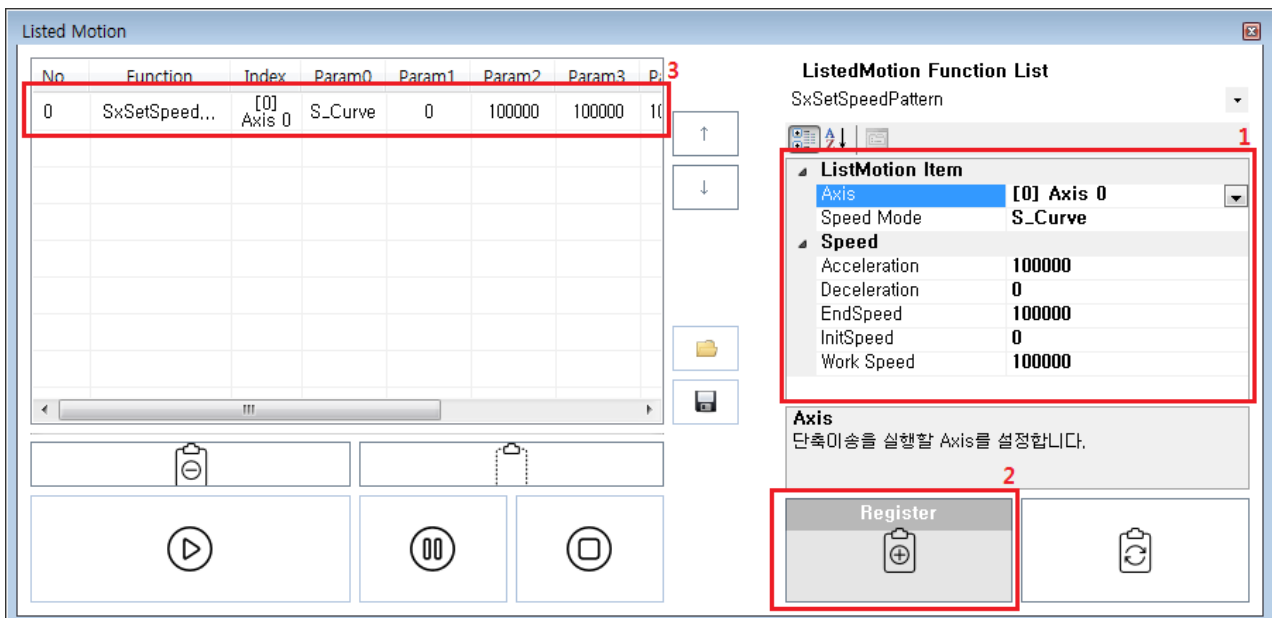 Listed Motion
No Function Index Param0 Param1 Param2 Param3 3
0 SxSetSpeed... [0] Axis 0 S_Curve 0 100000 100000
ListedMotion Function List
SxSetSpeedPattern
1
ListMotion Item
Axis [0] Axis 0
Speed Mode S_Curve
Speed
Acceleration 100000
Deceleration 0
EndSpeed 100000
InitSpeed 0
Work Speed 100000
Axis
단축이송을 실행할 Axis를 설정합니다.
2
Register